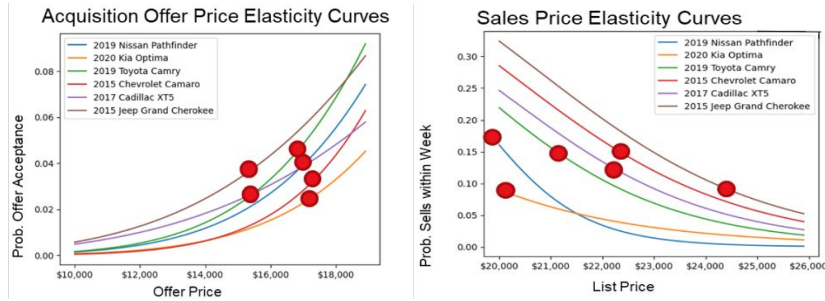 Acquisition Offer Price Elasticity Curves
Prob. Offer Acceptance
0.08
0.06
0.04
0.02
0.00
2019 Nissan Pathfinder
2020 Kia Optima
2019 Toyota Camry
2015 Chevrolet Camaro
2017 Cadillac XT5
2015 Jeep Grand Cherokee
$10,000 $12,000 $14,000 $16,000 $18,000
Offer Price
Sales Price Elasticity Curves
Prob. Sells within Week
0.30
0.25
0.20
0.15
0.10
0.05
0.00
2019 Nissan Pathfinder
2020 Kia Optima
2019 Toyota Camry
2015 Chevrolet Camaro
2017 Cadillac XT5
2015 Jeep Grand Cherokee
$20,000 $21,000 $22,000 $23,000 $24,000 $25,000 $26,000
List Price